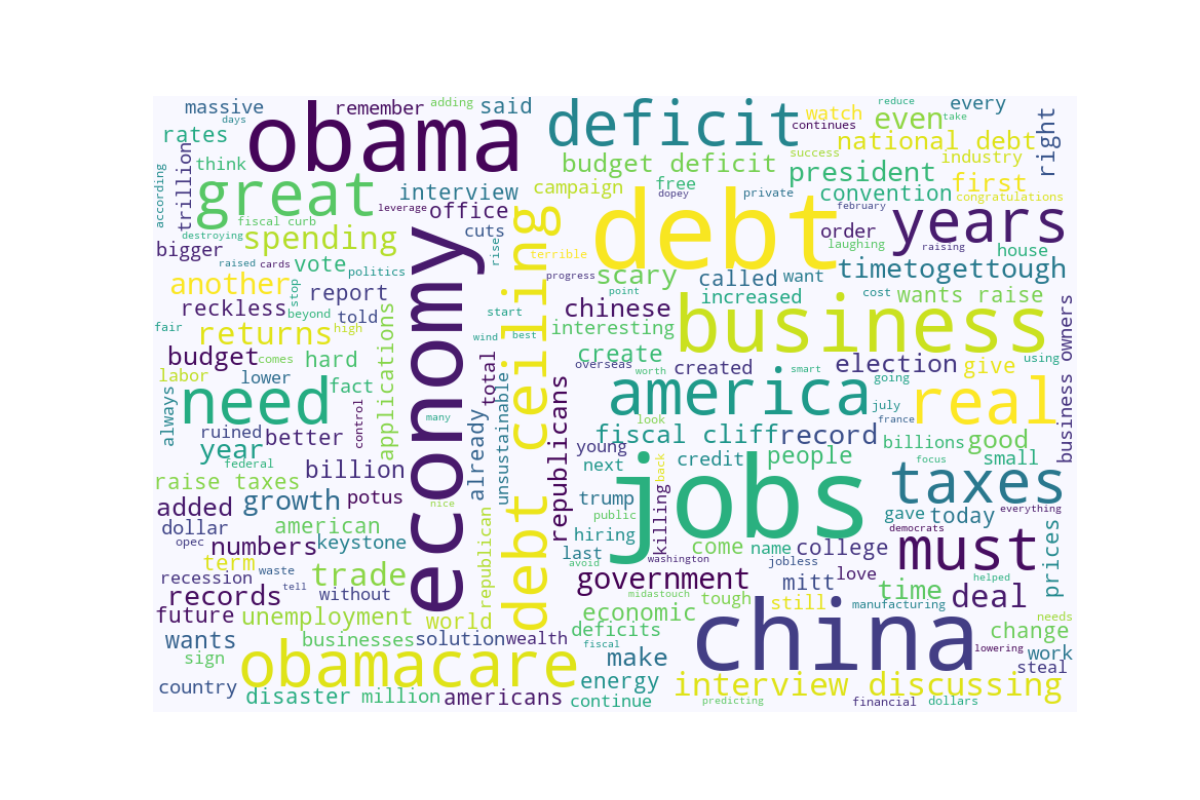 massive
days
remember
adding
said
deficit
reduce
every
obama
watch
continues
even
take
right
rates
trillion
think
budget deficit
success
national debt
industry
according
great
interview
campaign
free
dopey
private
president
convention
first
congratulations
leverage
office
debt
february
years
fiscal curb
destroying
spending
cuts
rise
debt ceiling
terrible
order
laughing
raising
house
bigger
raised
cards
vote
politics
economy
progress
scary
called
want
timetogettough
another
stop
report
point
increased
cost
wants raise
reckless
beyond
told
start
chinese
business
owners
fair
returns
high
applications
wind
best
interesting
budget
comes
hard
create
overseas
worth
created
smart
election
give
using
labor
lower
fact
total
america
going
real
always
need
control
many
unsustainable
republicans
look
july
france
business
ruined
better
already
fiscal cliff
record
billions
good
year
federal
billion
young
next
back
credit
people
focus
small
raise taxes
jobs
taxes
added
growth
potus
nice
trump
public
killing
gave
today
everything
dollar
american
republican
hiring
democrats
prices
opec
numbers
keystone
last
avoid
washington
come
name
college
must
term
waste
trade
government
jobless
mitt
love
time
helped
deal
recession
tell
without
records
midastouch
tough
still
manufacturing
future
unemployment
world
economic
china
needs
wants
businesses
solution
wealth
deficits
change
sign
obamacare
fiscal
make
lowering
work
steal
country
disaster
million
americans
energy
continue
interview discussing
predicting
financial
dollars